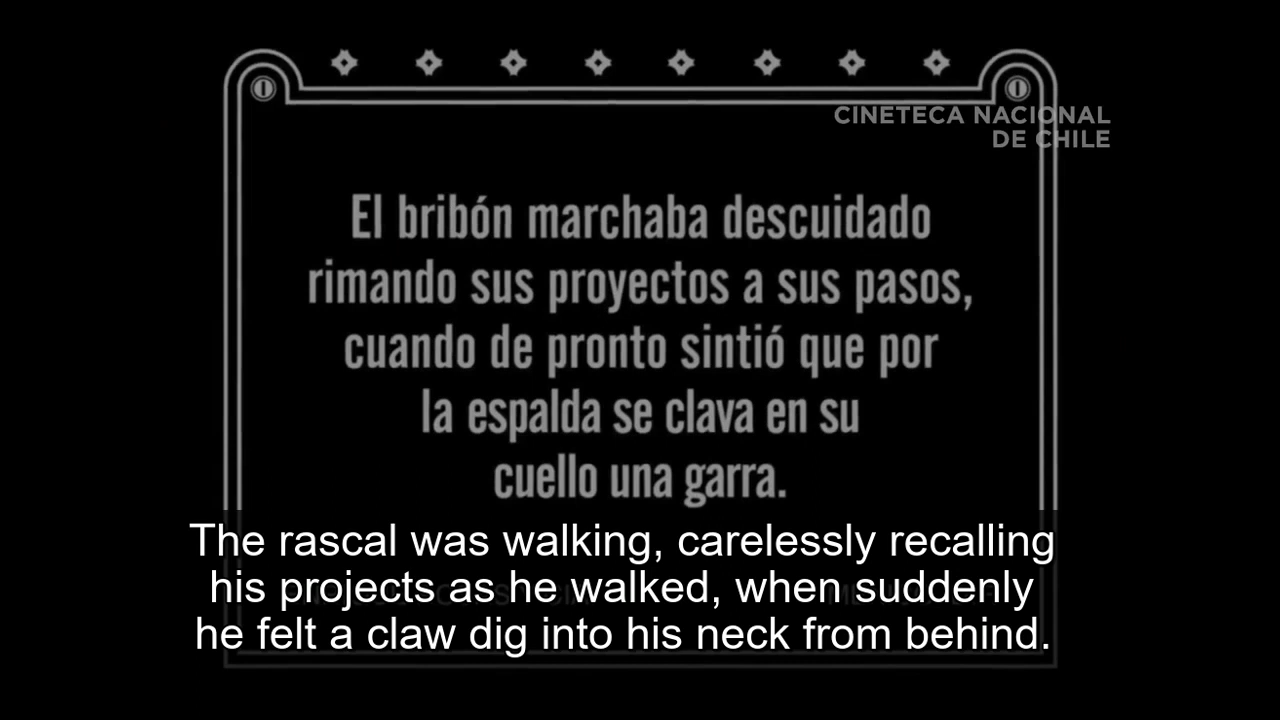 CINETECA NACIONAL
DE CHILE
El bribón marchaba descuidado
rimando sus proyectos a sus pasos,
cuando de pronto sintió que por
la espalda se clava en su
cuello una garra.
The rascal was walking, carelessly recalling
his projects as he walked, when suddenly
he felt a claw dig into his neck from behind.